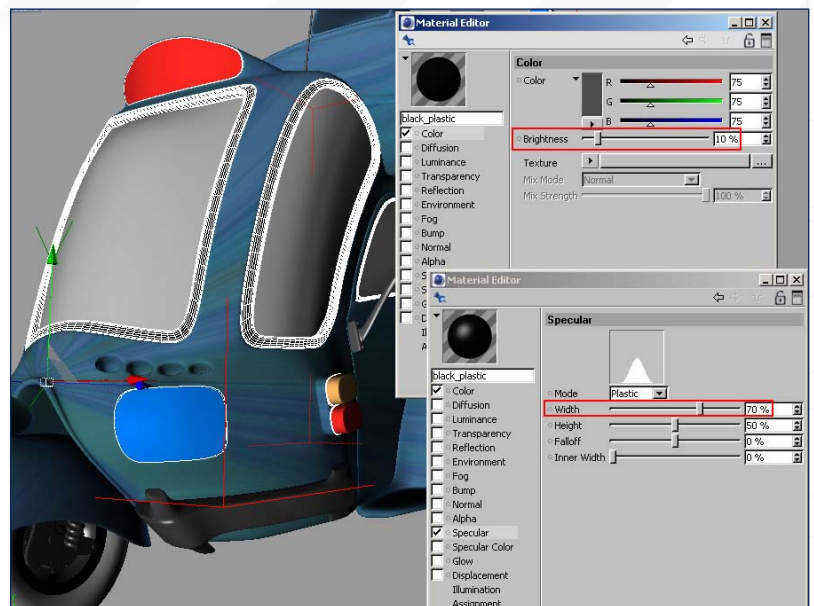 Material Editor
Color
Color
R 75
G 75
B 75
black_plastic
Brightness 10 %
Color
Diffusion
Luminance
Transparency
Reflection
Environment
Fog
Bump
Normal
Alpha
Texture ...
Mix Mode Normal
Mix Strength 100 %
Material Editor
Specular
black_plastic
Color
Diffusion
Luminance
Transparency
Reflection
Environment
Fog
Bump
Normal
Alpha
Specular
Specular Color
Glow
Displacement
Illumination
Assignment
Mode Plastic
Width 70 %
Height 50 %
Falloff 0 %
Inner Width 0 %